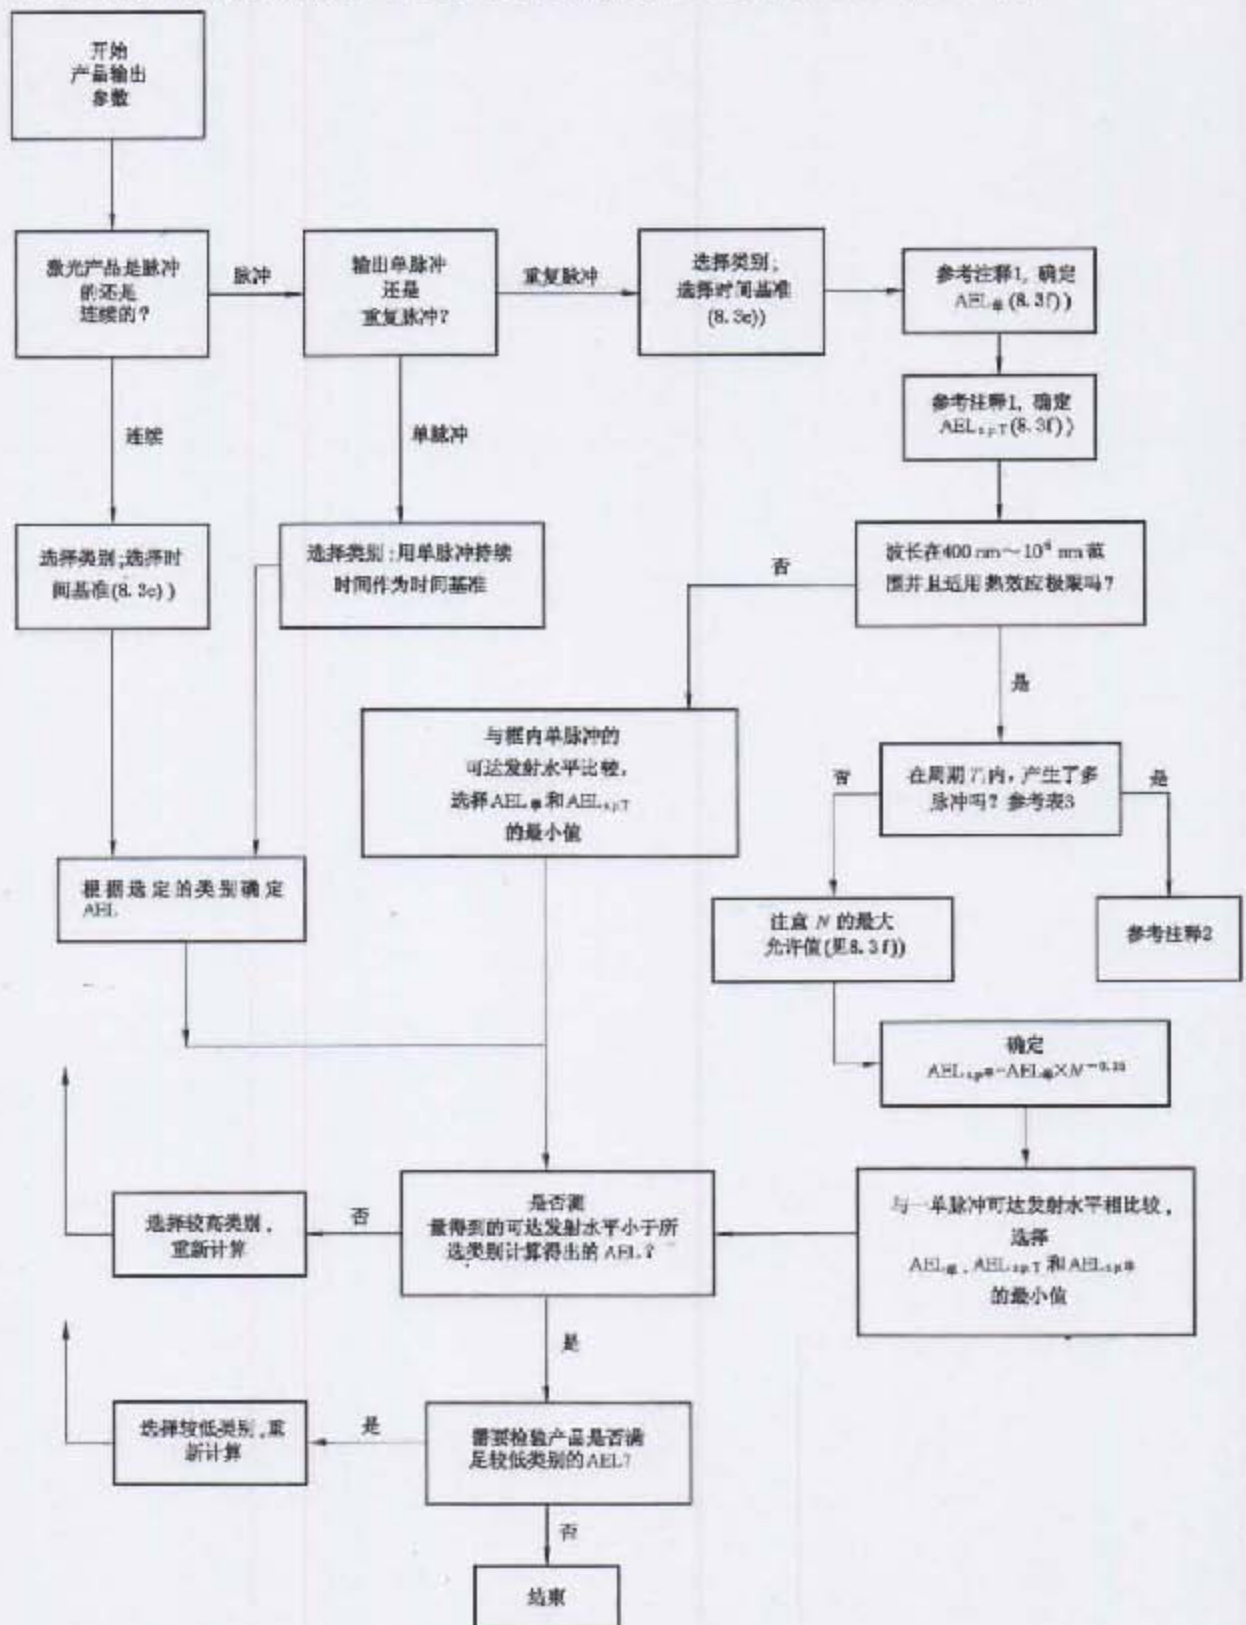 开始
产品输出
参数
激光产品是脉冲
的还是
连续的？
脉冲
输出单脉冲
还是
重复脉冲？
重复脉冲
选择类别；
选择时间基准
(8.3e))
参考注释1，确定
AEL单(8.3f))
参考注释1，确定
AELs.p.T(8.3f))
连续
单脉冲
选择类别；选择时
间基准(8.3e))
选择类别；用单脉冲持续
时间作为时间基准
否
波长在400 nm～10⁶ nm范
围并且适用热效应极限吗？
是
与框内单脉冲的
可达发射水平比较，
选择AEL单和AELs.p.T
的最小值
否
在周期Ti内，产生了多
脉冲吗？参考表3
是
根据选定的类别确定
AEL
注意 N 的最大
允许值(见8.3f))
参考注释2
确定
AELs.p单=AEL单×N⁻⁰·²⁵
选择较高类别，
重新计算
否
是否测
量得到的可达发射水平小于所
选类别计算得出的AEL？
与一单脉冲可达发射水平相比较，
选择
AEL单、AELs.p.T和AELs.p单
的最小值
是
选择较低类别，重
新计算
是
需要检验产品是否满
足较低类别的AEL？
否
结束